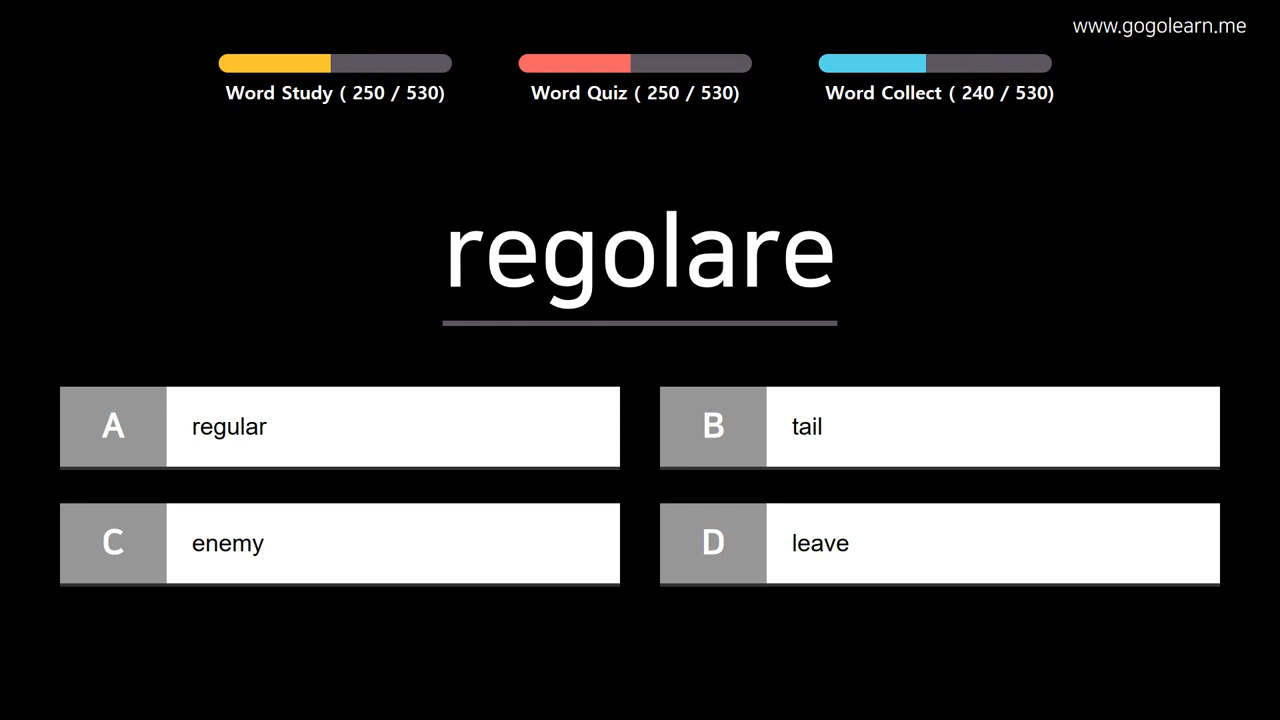 www.gogolearn.me
Word Study ( 250 / 530)
Word Quiz ( 250 / 530)
Word Collect ( 240 / 530)
regolare
A regular
B tail
C enemy
D leave